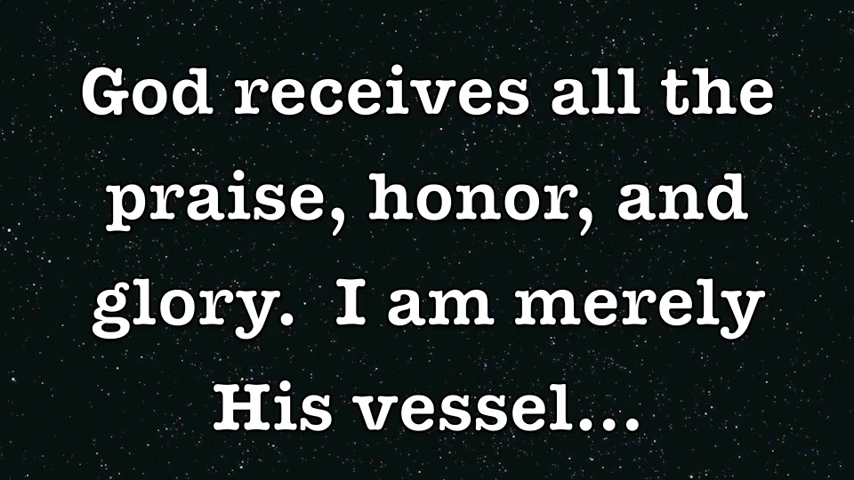 God receives all the
praise, honor, and
glory.  I am merely
His vessel...